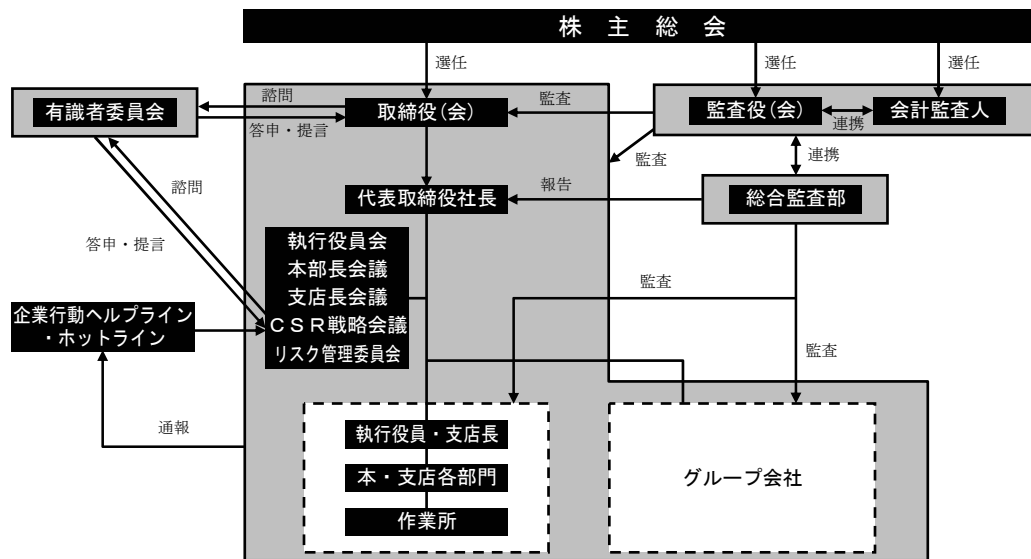 株主総会
選任
選任
選任
有識者委員会
諮問
取締役(会)
監査
監査役(会)
連携
会計監査人
答申・提言
監査
連携
諮問
代表取締役社長
報告
総合監査部
答申・提言
執行役員会
本部長会議
支店長会議
CSR戦略会議
リスク管理委員会
監査
企業行動ヘルプライン
・ホットライン
監査
通報
執行役員・支店長
本・支店各部門
作業所
グループ会社